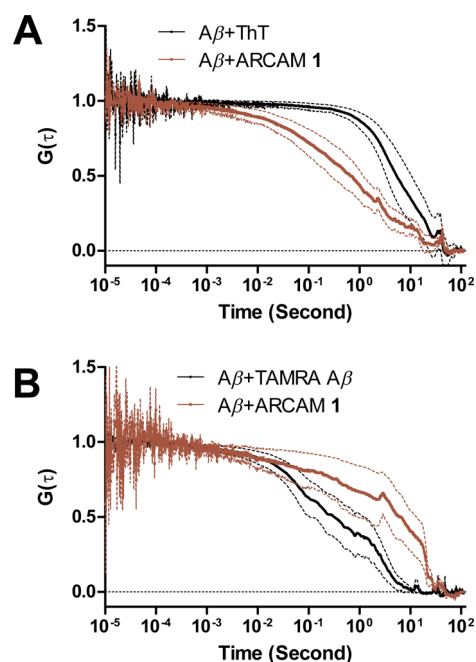 A
Aβ+ThT
Aβ+ARCAM 1
1.5
1.0
0.5
0.0
G(τ)
10⁻⁵ 10⁻⁴ 10⁻³ 10⁻² 10⁻¹ 10⁰ 10¹ 10²
Time (Second)
B
Aβ+TAMRA Aβ
Aβ+ARCAM 1
1.5
1.0
0.5
0.0
G(τ)
10⁻⁵ 10⁻⁴ 10⁻³ 10⁻² 10⁻¹ 10⁰ 10¹ 10²
Time (Second)